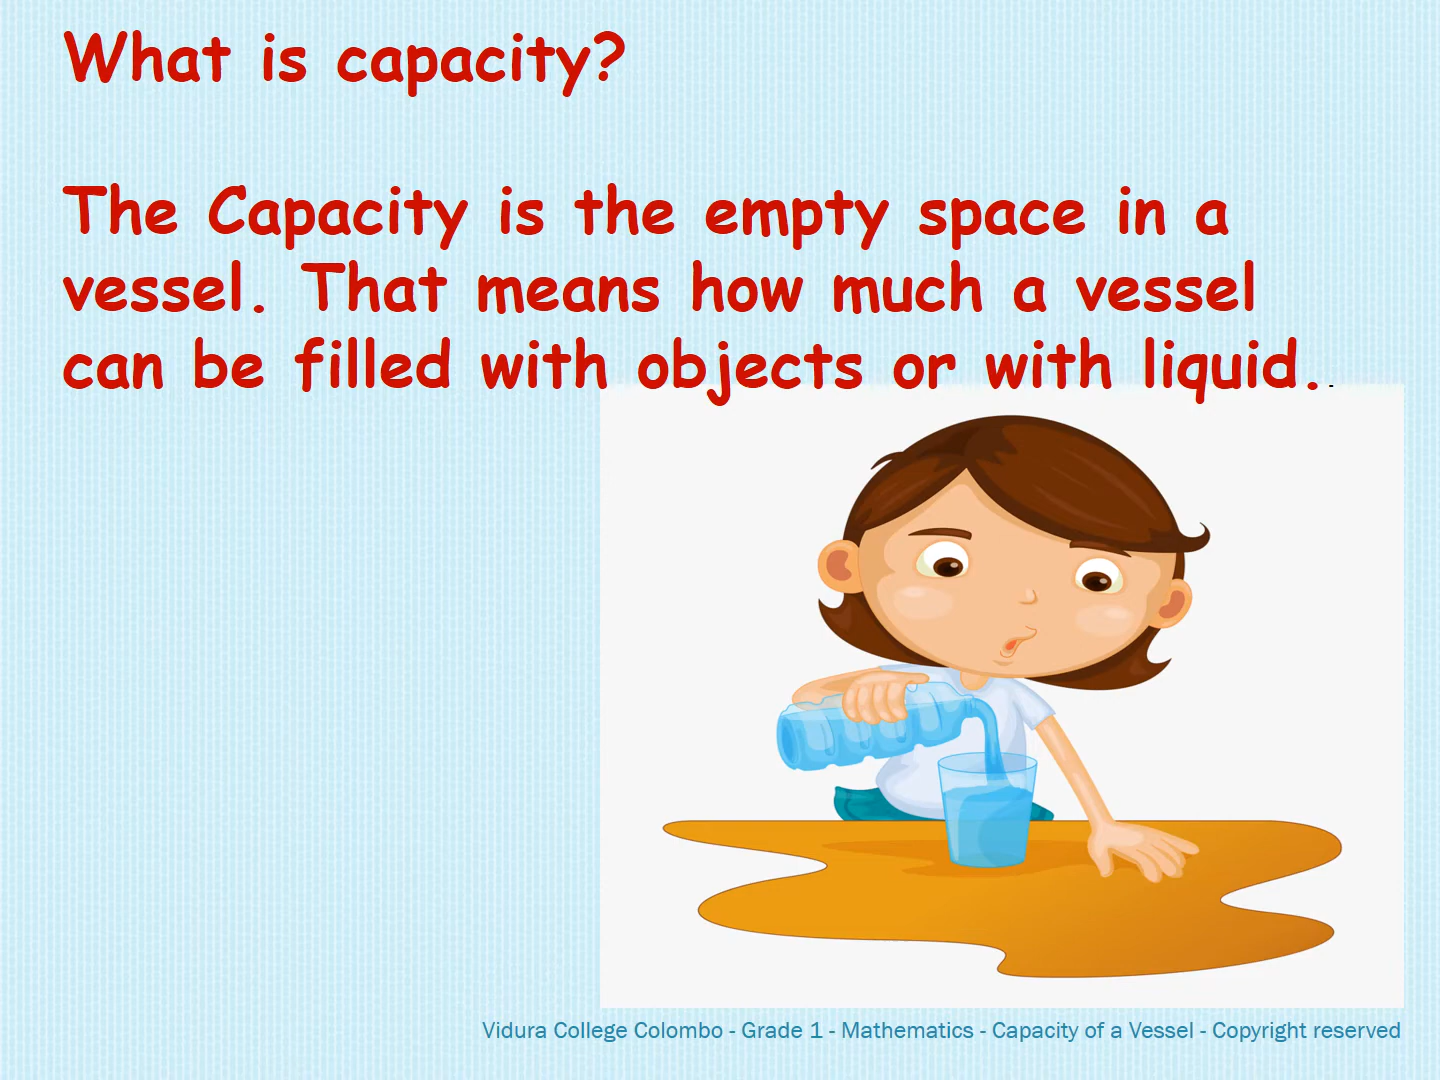 What is capacity?
The Capacity is the empty space in a
vessel. That means how much a vessel
can be filled with objects or with liquid..
Vidura College Colombo - Grade 1 - Mathematics - Capacity of a Vessel - Copyright reserved